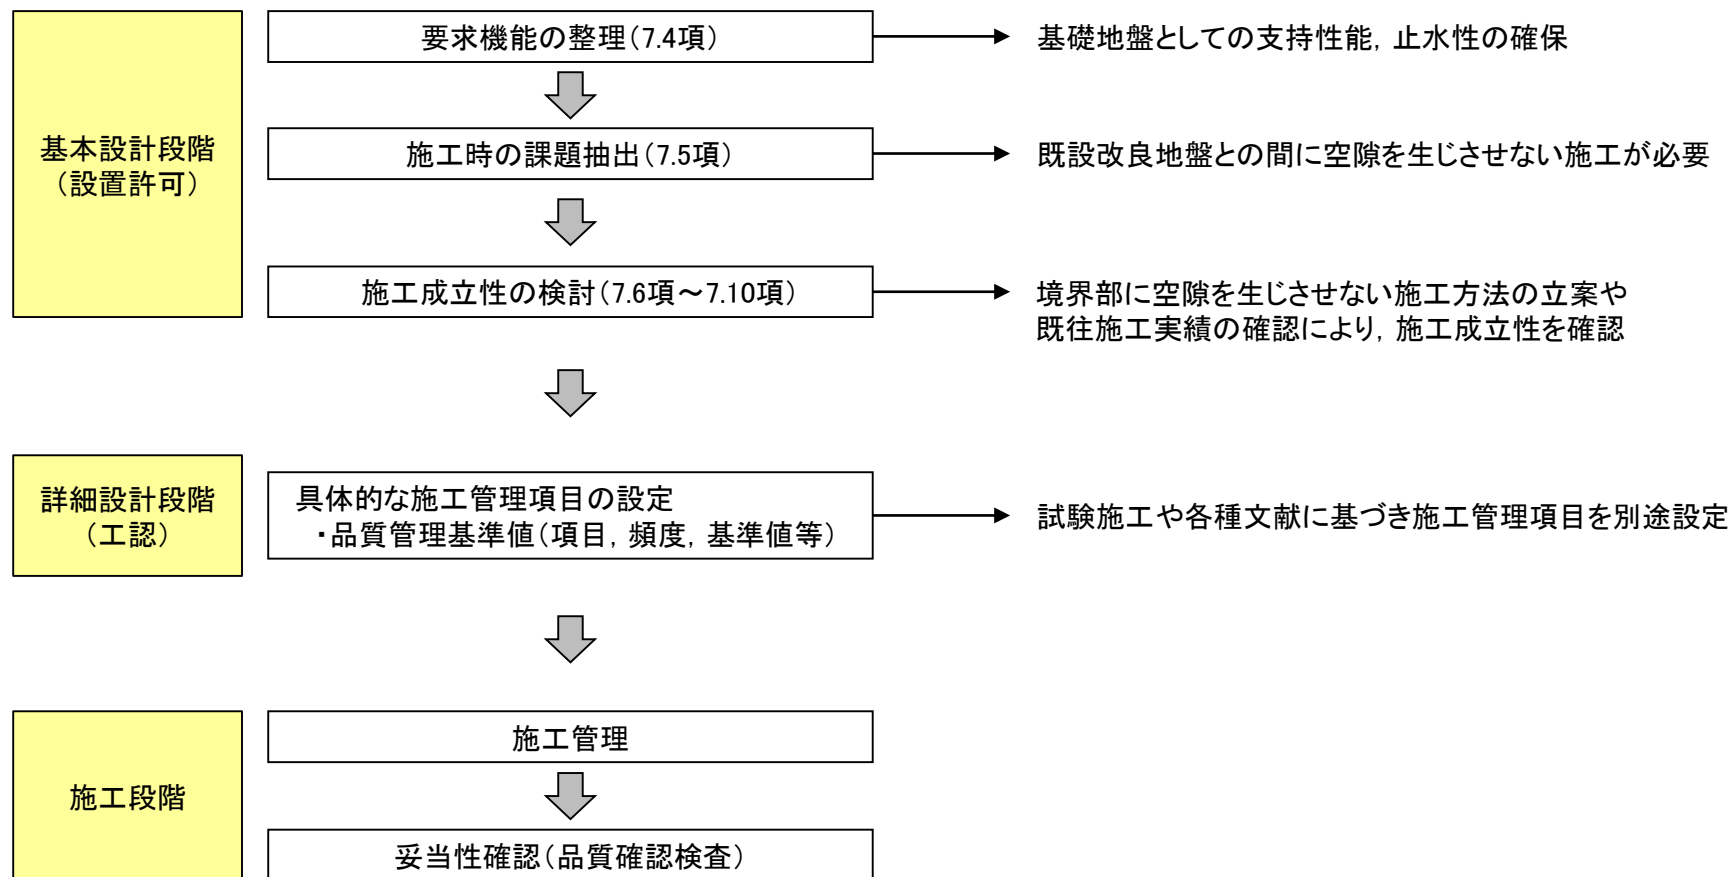 要求機能の整理（7.4項）
基礎地盤としての支持性能，止水性の確保
基本設計段階
（設置許可）
施工時の課題抽出（7.5項）
既設改良地盤との間に空隙を生じさせない施工が必要
施工成立性の検討（7.6項～7.10項）
境界部に空隙を生じさせない施工方法の立案や
既往施工実績の確認により，施工成立性を確認
詳細設計段階
（工認）
具体的な施工管理項目の設定
・品質管理基準値（項目，頻度，基準値等）
試験施工や各種文献に基づき施工管理項目を別途設定
施工段階
施工管理
妥当性確認（品質確認検査）